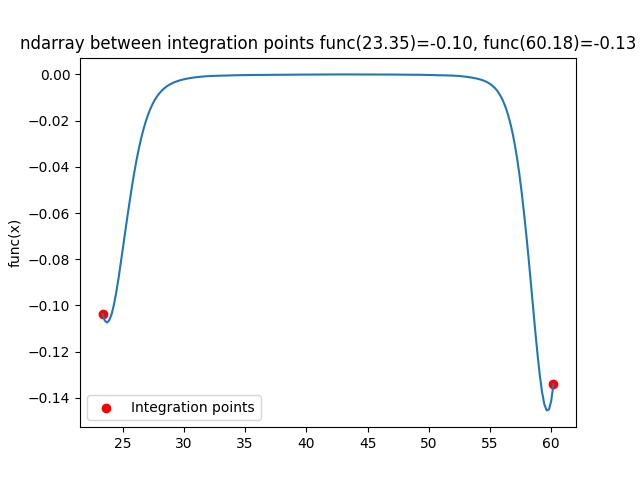 ndarray between integration points func(23.35)=-0.10, func(60.18)=-0.13
0.00
−0.02
−0.04
−0.06
−0.08
−0.10
−0.12
−0.14
func(x)
Integration points
25 30 35 40 45 50 55 60